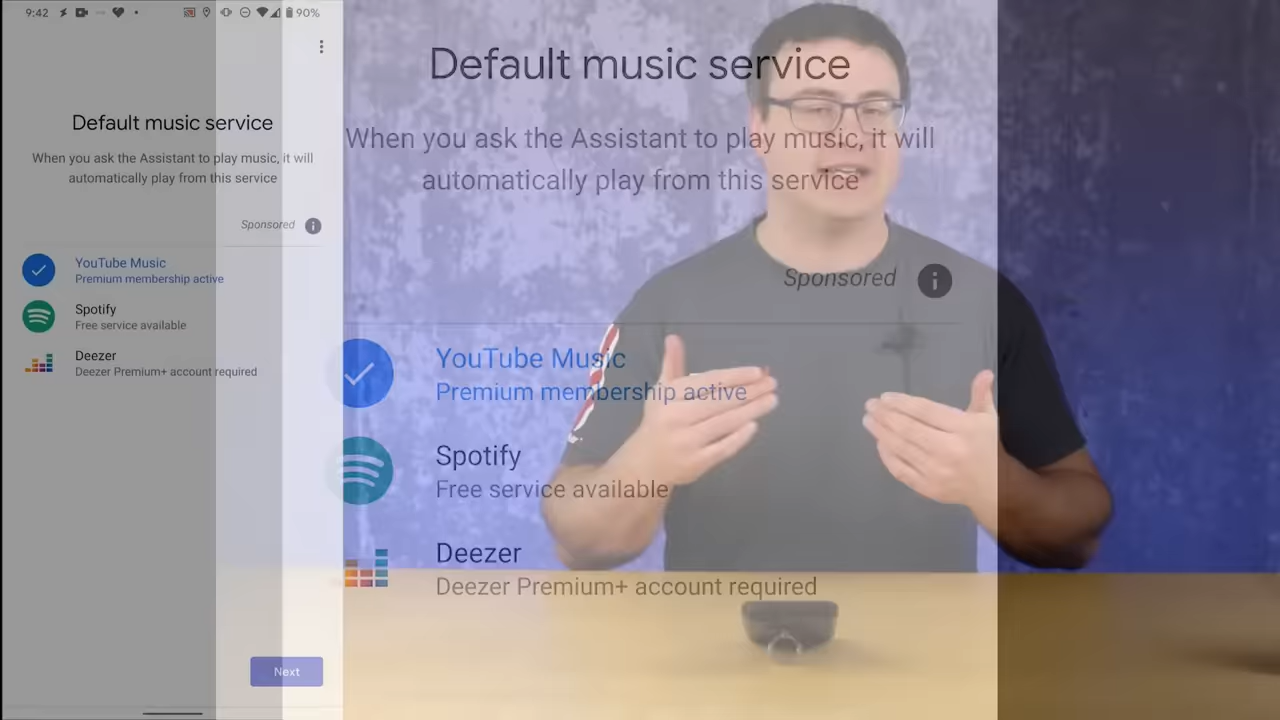 9:42
90%
Default music service
When you ask the Assistant to play music, it will
automatically play from this service
Sponsored
YouTube Music
Premium membership active
Spotify
Free service available
Deezer
Deezer Premium+ account required
Next
Default music service
When you ask the Assistant to play music, it will
automatically play from this service
Sponsored
YouTube Music
Premium membership active
Spotify
Free service available
Deezer
Deezer Premium+ account required